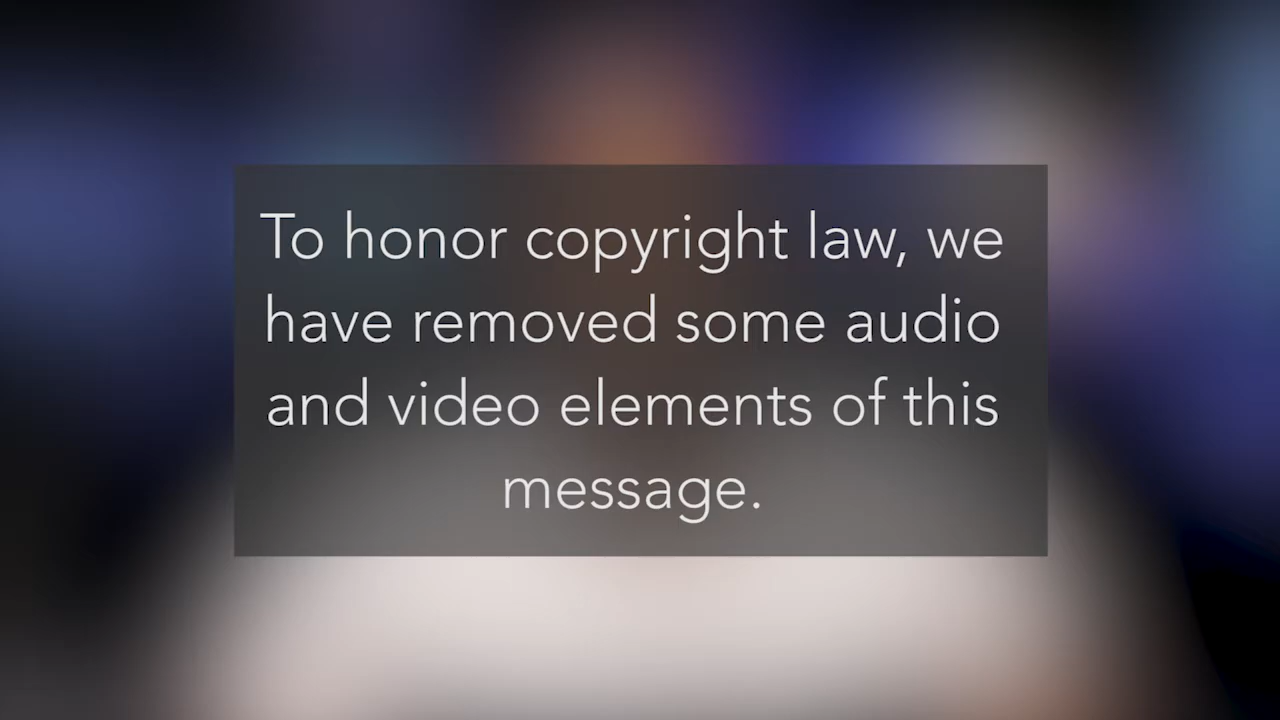 To honor copyright law, we
have removed some audio
and video elements of this
message.